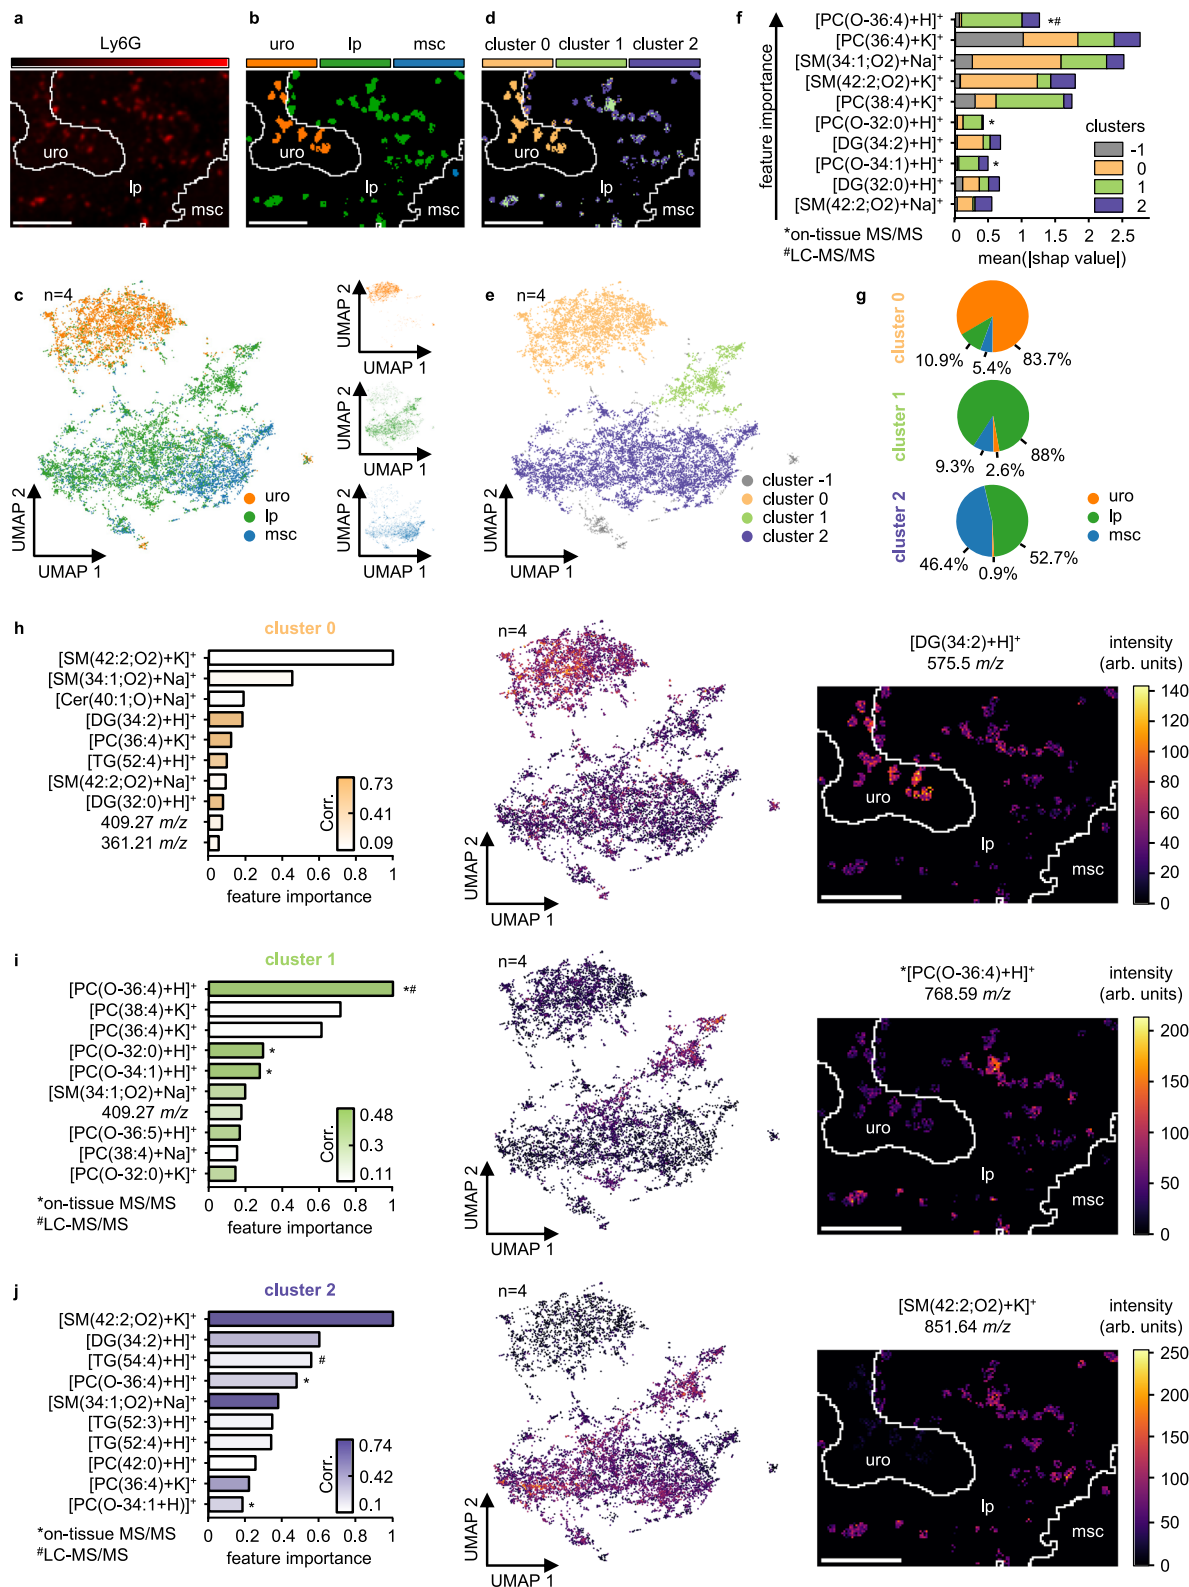 a
Ly6G
uro
lp
msc
b
uro
lp
msc
uro
lp
msc
d
cluster 0
cluster 1
cluster 2
uro
lp
msc
f
feature importance
[PC(O-36:4)+H]⁺
*#
[PC(36:4)+K]⁺
[SM(34:1;O2)+Na]⁺
[SM(42:2;O2)+K]⁺
[PC(38:4)+K]⁺
[PC(O-32:0)+H]⁺
*
[DG(34:2)+H]⁺
[PC(O-34:1)+H]⁺
*
[DG(32:0)+H]⁺
[SM(42:2;O2)+Na]⁺
clusters
-1
0
1
2
0 0.5 1 1.5 2 2.5
mean(|shap value|)
*on-tissue MS/MS
#LC-MS/MS
c
n=4
UMAP 2
UMAP 1
uro
lp
msc
UMAP 2
UMAP 1
UMAP 2
UMAP 1
UMAP 2
UMAP 1
e
n=4
UMAP 2
UMAP 1
cluster -1
cluster 0
cluster 1
cluster 2
g
cluster 0
10.9%
5.4%
83.7%
cluster 1
9.3%
2.6%
88%
cluster 2
46.4%
0.9%
52.7%
uro
lp
msc
h
cluster 0
[SM(42:2;O2)+K]⁺
[SM(34:1;O2)+Na]⁺
[Cer(40:1;O)+Na]⁺
[DG(34:2)+H]⁺
[PC(36:4)+K]⁺
[TG(52:4)+H]⁺
[SM(42:2;O2)+Na]⁺
[DG(32:0)+H]⁺
409.27 m/z
361.21 m/z
Corr.
0.73
0.41
0.09
0 0.2 0.4 0.6 0.8 1
feature importance
n=4
UMAP 2
UMAP 1
[DG(34:2)+H]⁺
575.5 m/z
intensity
(arb. units)
uro
lp
msc
140
120
100
80
60
40
20
0
i
cluster 1
[PC(O-36:4)+H]⁺
*#
[PC(38:4)+K]⁺
[PC(36:4)+K]⁺
[PC(O-32:0)+H]⁺
*
[PC(O-34:1)+H]⁺
*
[SM(34:1;O2)+Na]⁺
409.27 m/z
[PC(O-36:5)+H]⁺
[PC(38:4)+Na]⁺
[PC(O-32:0)+K]⁺
Corr.
0.48
0.3
0.11
0 0.2 0.4 0.6 0.8 1
feature importance
*on-tissue MS/MS
#LC-MS/MS
n=4
UMAP 2
UMAP 1
*[PC(O-36:4)+H]⁺
768.59 m/z
intensity
(arb. units)
uro
lp
msc
200
150
100
50
0
j
cluster 2
[SM(42:2;O2)+K]⁺
[DG(34:2)+H]⁺
[TG(54:4)+H]⁺
#
[PC(O-36:4)+H]⁺
*
[SM(34:1;O2)+Na]⁺
[TG(52:3)+H]⁺
[TG(52:4)+H]⁺
[PC(42:0)+H]⁺
[PC(36:4)+K]⁺
[PC(O-34:1+H)]⁺
*
Corr.
0.74
0.42
0.1
0 0.2 0.4 0.6 0.8 1
feature importance
*on-tissue MS/MS
#LC-MS/MS
n=4
UMAP 2
UMAP 1
[SM(42:2;O2)+K]⁺
851.64 m/z
intensity
(arb. units)
uro
lp
msc
250
200
150
100
50
0